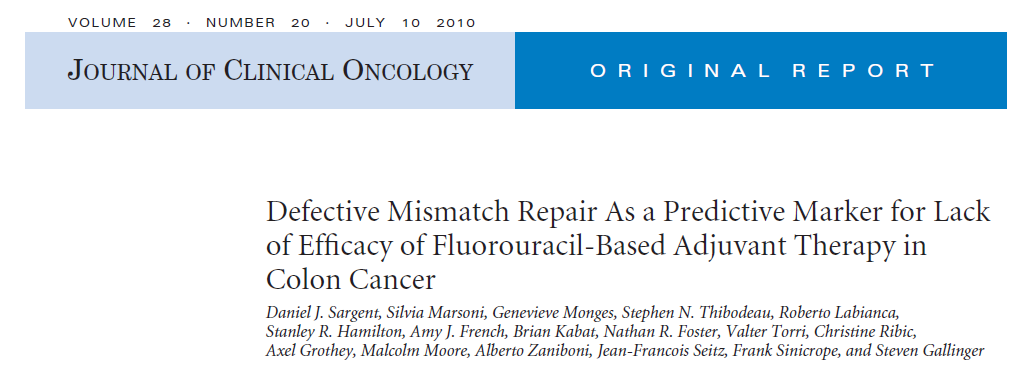 VOLUME 28 · NUMBER 20 · JULY 10 2010
JOURNAL OF CLINICAL ONCOLOGY
ORIGINAL REPORT
Defective Mismatch Repair As a Predictive Marker for Lack
of Efficacy of Fluorouracil-Based Adjuvant Therapy in
Colon Cancer
Daniel J. Sargent, Silvia Marsoni, Genevieve Monges, Stephen N. Thibodeau, Roberto Labianca,
Stanley R. Hamilton, Amy J. French, Brian Kabat, Nathan R. Foster, Valter Torri, Christine Ribic,
Axel Grothey, Malcolm Moore, Alberto Zaniboni, Jean-Francois Seitz, Frank Sinicrope, and Steven Gallinger